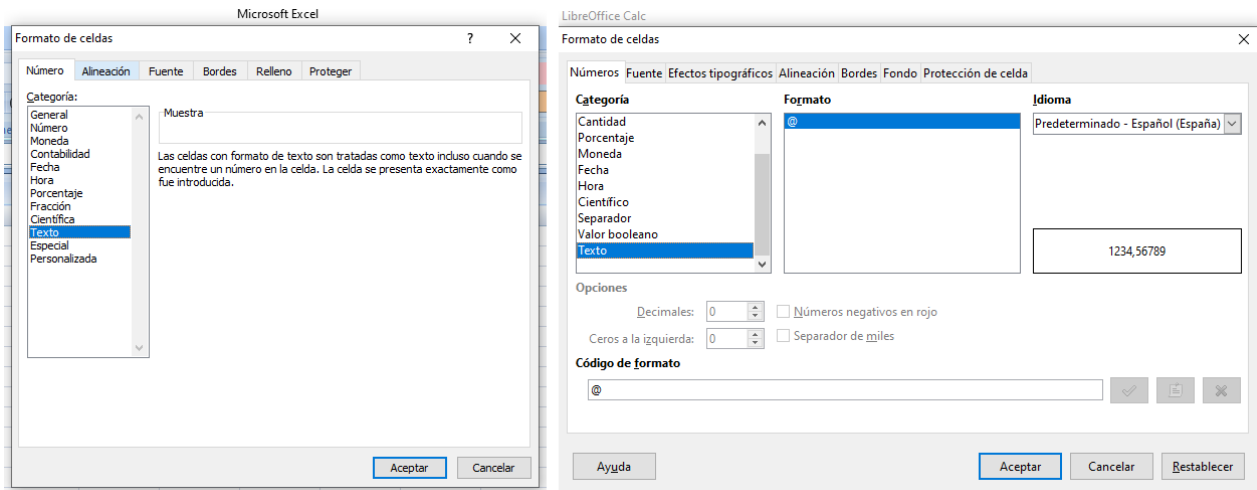 Microsoft Excel
Formato de celdas
?
Número Alineación Fuente Bordes Relleno Proteger
Categoría:
General
Número
Moneda
Contabilidad
Fecha
Hora
Porcentaje
Fracción
Científica
Texto
Especial
Personalizada
Muestra
Las celdas con formato de texto son tratadas como texto incluso cuando se
encuentre un número en la celda. La celda se presenta exactamente como
fue introducida.
Aceptar Cancelar
LibreOffice Calc
Formato de celdas
Números Fuente Efectos tipográficos Alineación Bordes Fondo Protección de celda
Categoría
Cantidad
Porcentaje
Moneda
Fecha
Hora
Científico
Separador
Valor booleano
Texto
Formato
@
Idioma
Predeterminado - Español (España)
1234,56789
Opciones
Decimales: 0
Números negativos en rojo
Ceros a la izquierda: 0
Separador de miles
Código de formato
@
Ayuda Aceptar Cancelar Restablecer